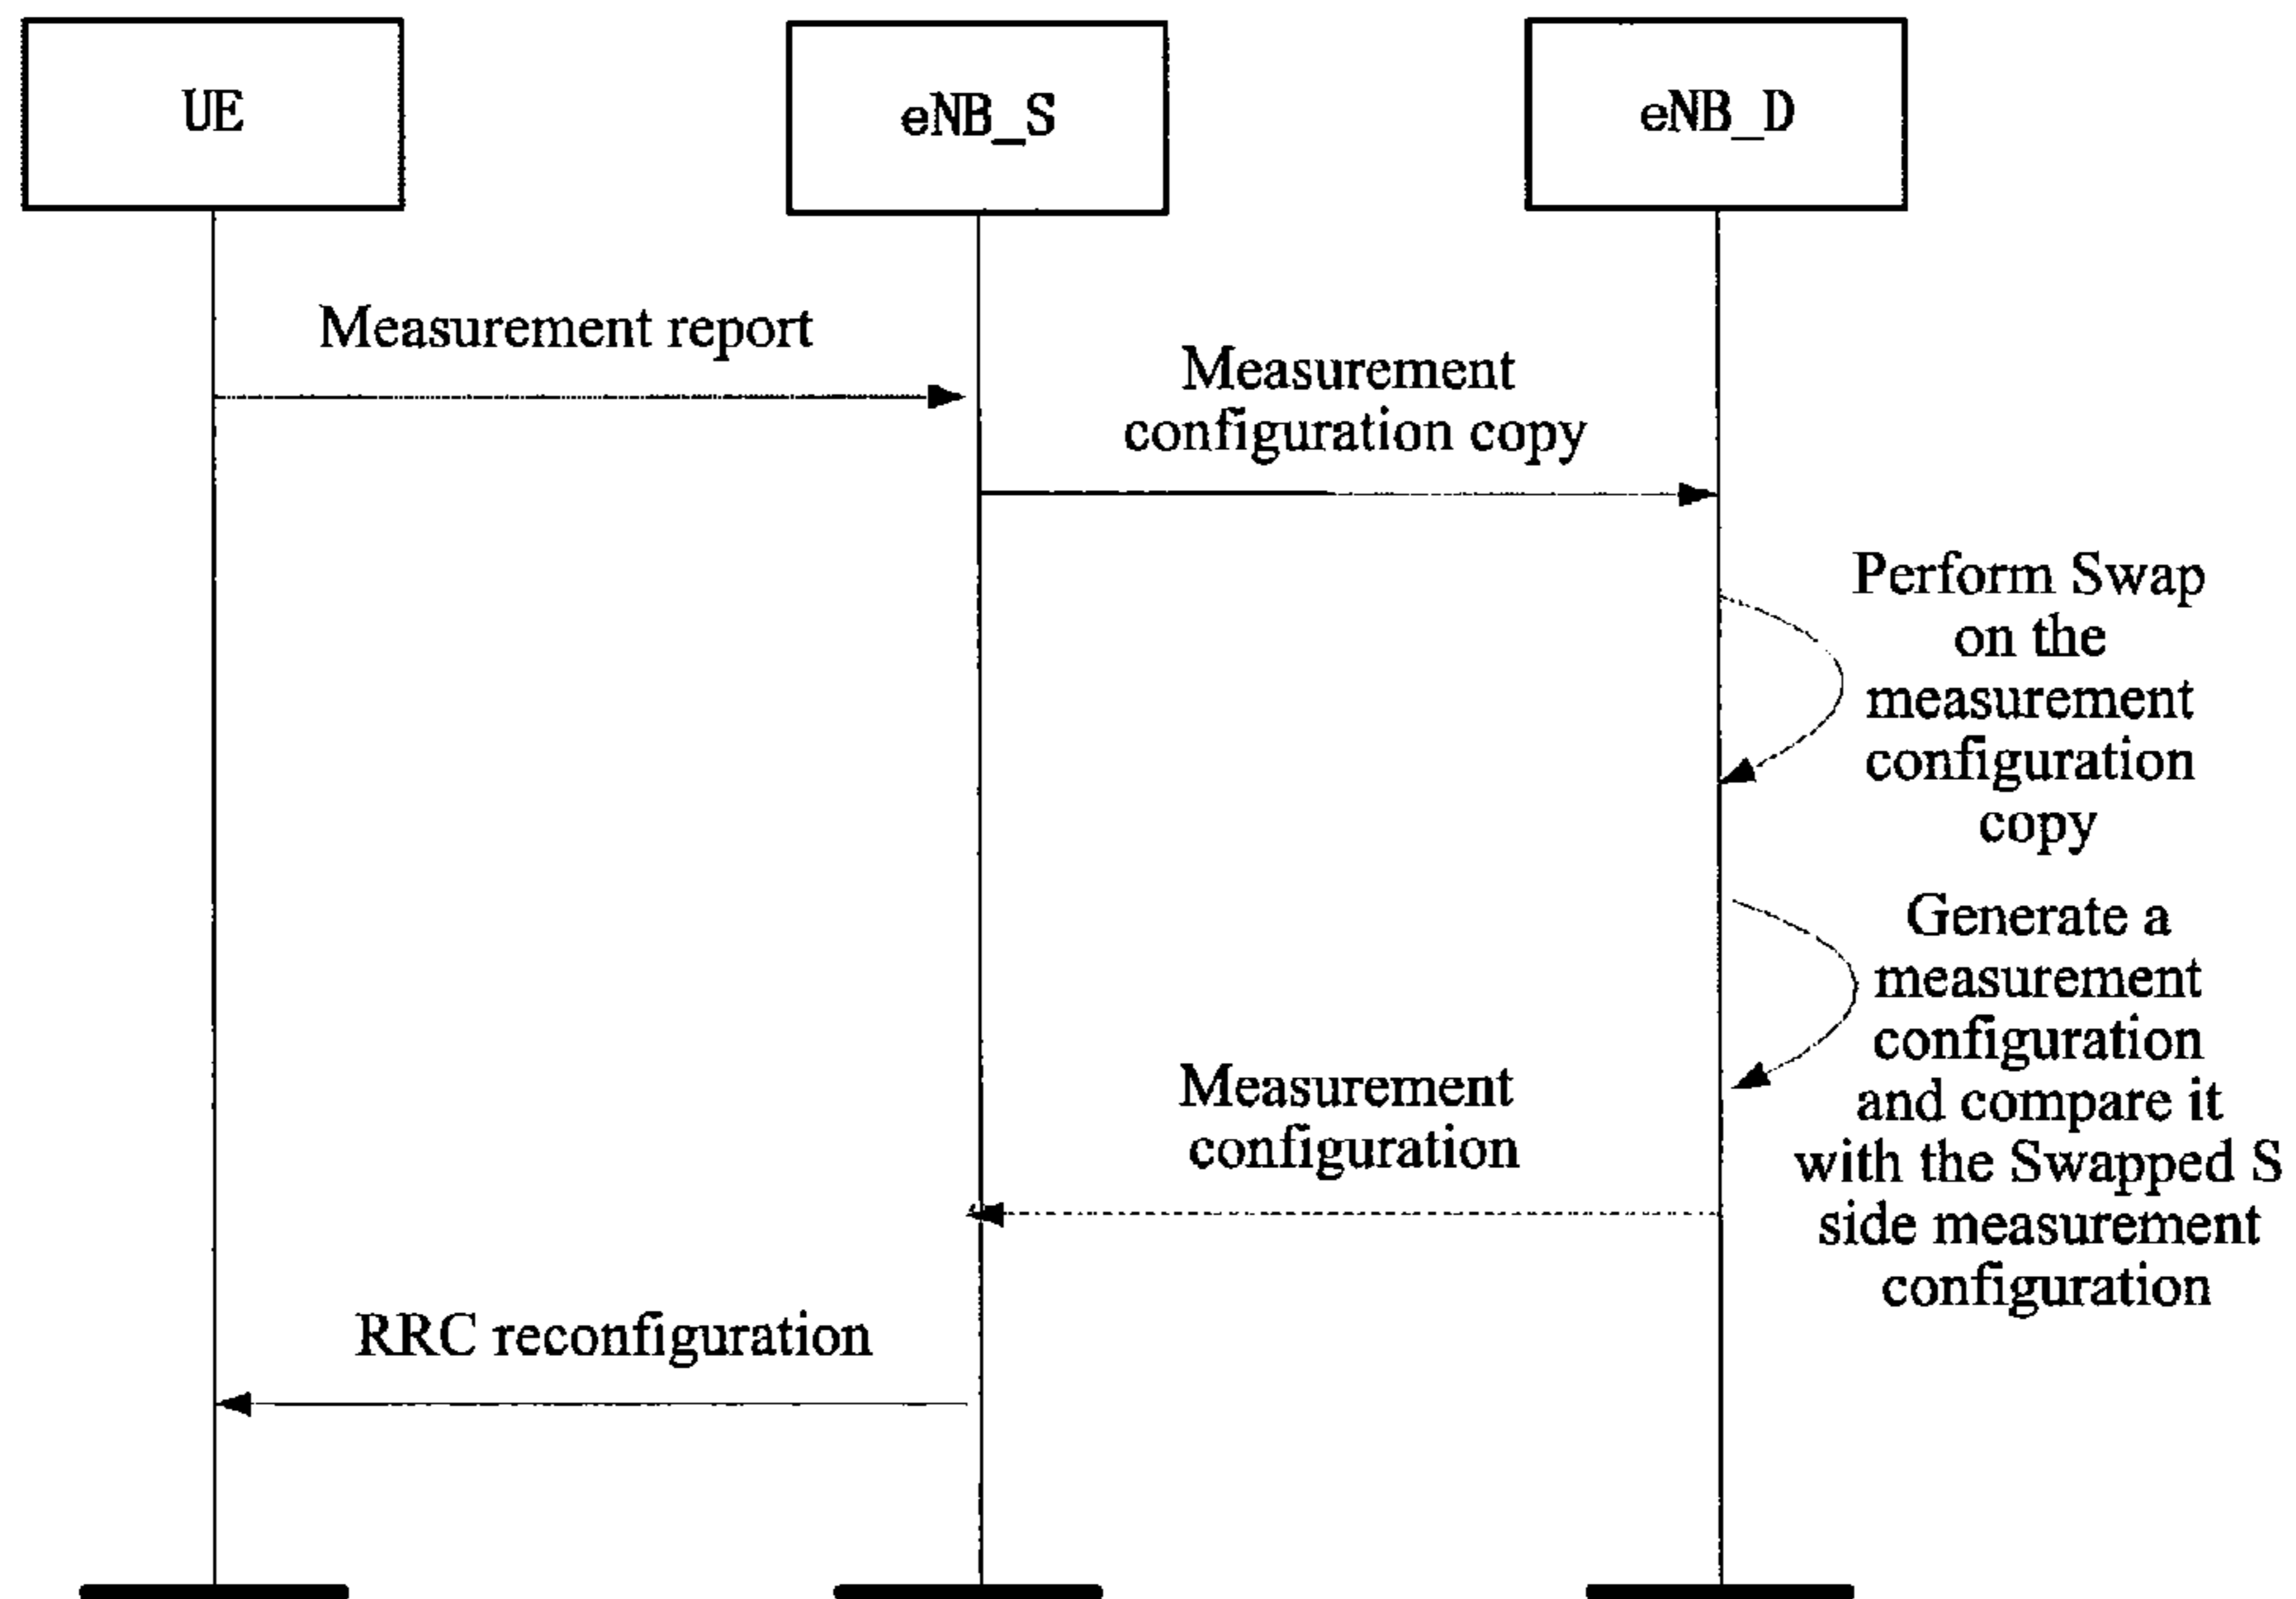 UE
eNB_S
eNB_D
Measurement report
Measurement
configuration copy
Perform Swap
on the
measurement
configuration
copy
Generate a
measurement
configuration
and compare it
with the Swapped S
side measurement
configuration
Measurement
configuration
RRC reconfiguration